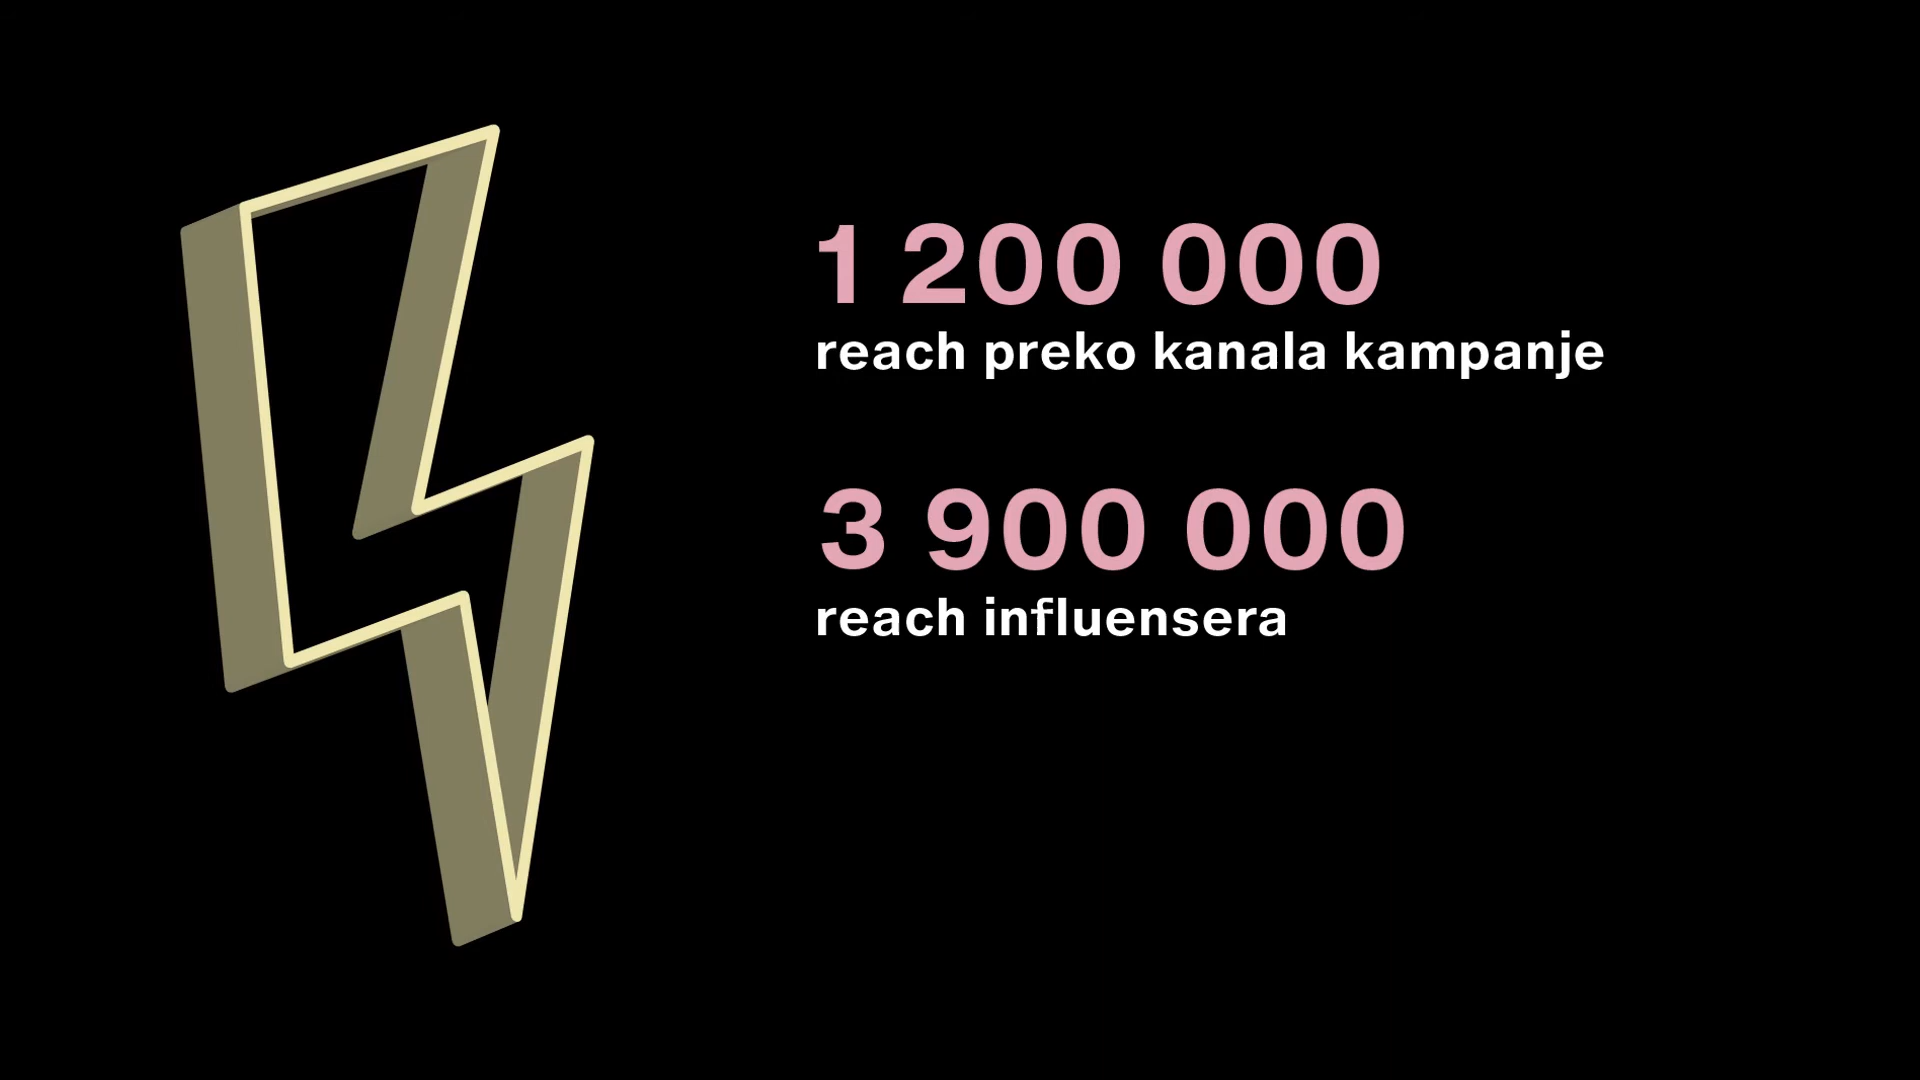 1 200 000
reach preko kanala kampanje
3 900 000
reach influensera